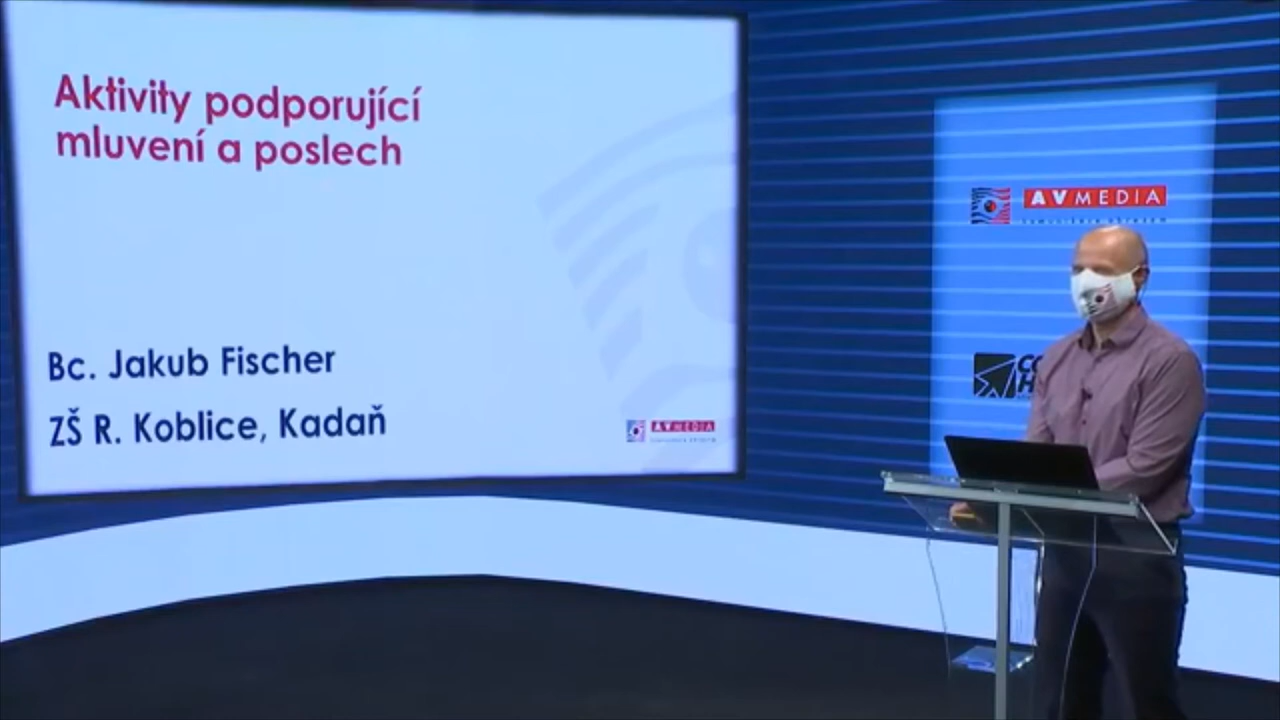 Aktivity podporující
mluvení a poslech
Bc. Jakub Fischer
ZŠ R. Koblice, Kadaň
AVMEDIA
AVMEDIA